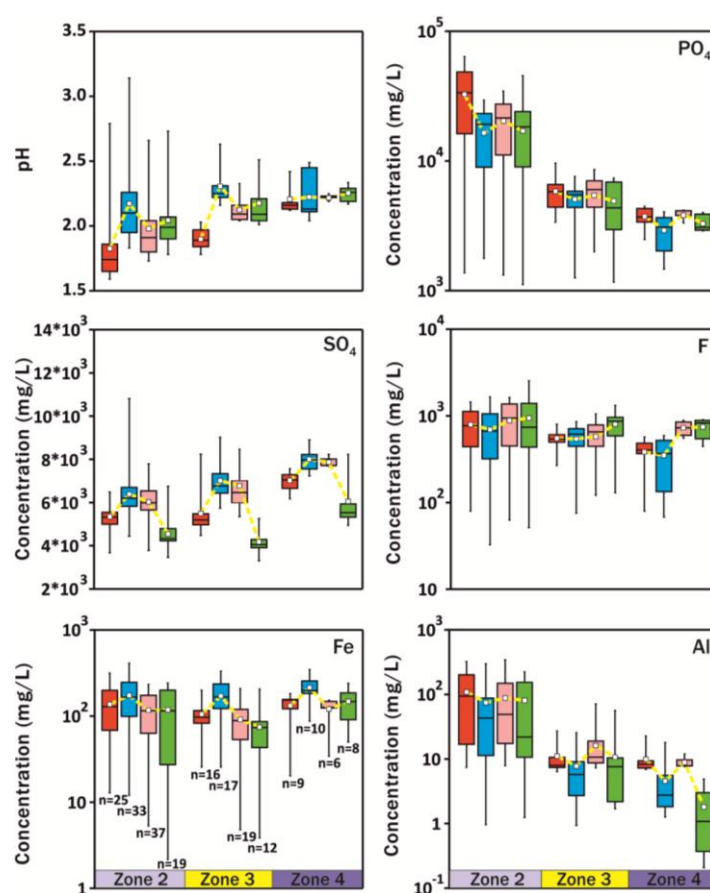 3.5
3.0
2.5
2.0
1.5
pH
10⁵
10⁴
10³
Concentration (mg/L)
PO₄
14*10³
12*10³
10*10³
8*10³
6*10³
4*10³
2*10³
Concentration (mg/L)
SO₄
10⁴
10³
10²
10
Concentration (mg/L)
F
10³
10²
10
1
Concentration (mg/L)
Fe
n=25
n=33
n=37
n=19
n=16
n=17
n=19
n=12
n=9
n=10
n=6
n=8
Zone 2 Zone 3 Zone 4
10³
10²
10
1
10⁻¹
Concentration (mg/L)
Al
Zone 2 Zone 3 Zone 4